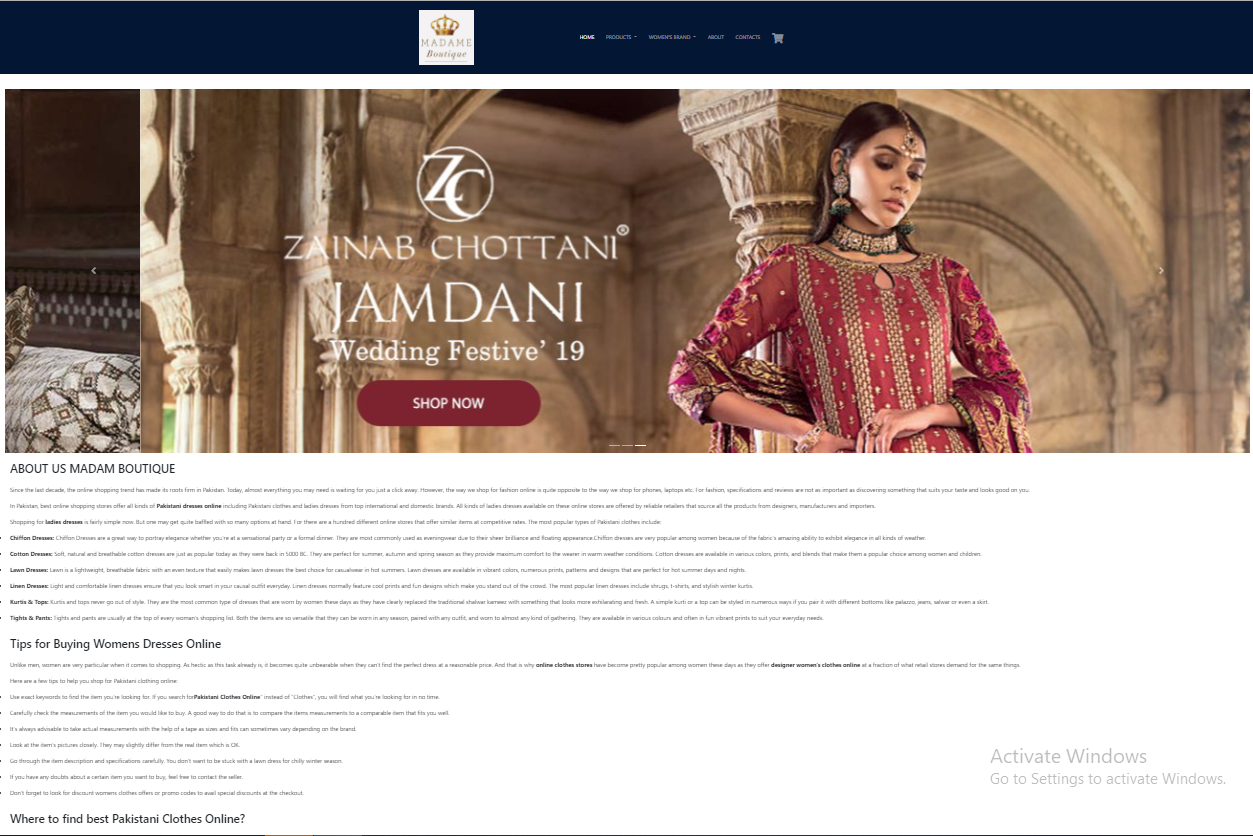 MADAME
Boutique
HOME PRODUCTS WOMEN'S BRAND ABOUT CONTACTS
ZC
ZAINAB CHOTTANI®
JAMDANI
Wedding Festive' 19
SHOP NOW
ABOUT US MADAM BOUTIQUE
Since the last decade, the online shopping trend has made its roots firm in Pakistan. Today, almost everything you may need is waiting for you just a click away. However, the way we shop for fashion online is quite opposite to the way we shop for phones, laptops etc. For fashion, specifications and reviews are not as important as discovering something that suits your taste and looks good on you.
In Pakistan, best online shopping stores offer all kinds of Pakistani dresses online including Pakistani clothes and ladies dresses from top international and domestic brands. All kinds of ladies dresses available on these online stores are offered by reliable retailers that source all the products from designers, manufacturers and importers.
Shopping for ladies dresses is fairly simple now. But one may get quite baffled with so many options at hand. For there are a hundred different online stores that offer similar items at competitive rates. The most popular types of Pakistani clothes include:
Chiffon Dresses: Chiffon Dresses are a great way to portray elegance whether you're at a sensational party or a formal dinner. They are most commonly used as eveningwear due to their sheer brilliance and floating appearance.Chiffon dresses are very popular among women because of the fabric's amazing ability to exhibit elegance in all kinds of weather.
Cotton Dresses: Soft, natural and breathable cotton dresses are just as popular today as they were back in 5000 BC. They are perfect for summer, autumn and spring season as they provide maximum comfort to the wearer in warm weather conditions. Cotton dresses are available in various colors, prints, and blends that make them a popular choice among women and children.
Lawn Dresses: Lawn is a lightweight, breathable fabric with an even texture that easily makes lawn dresses the best choice for casualwear in hot summers. Lawn dresses are available in vibrant colors, numerous prints, patterns and designs that are perfect for hot summer days and nights.
Linen Dresses: Light and comfortable linen dresses ensure that you look smart in your causal outfit everyday. Linen dresses normally feature cool prints and fun designs which make you stand out of the crowd. The most popular linen dresses include shrugs, t-shirts, and stylish winter kurtis.
Kurtis & Tops: Kurtis and tops never go out of style. They are the most common type of dresses that are worn by women these days as they have clearly replaced the traditional shalwar kameez with something that looks more exhilarating and fresh. A simple kurti or a top can be styled in numerous ways if you pair it with different bottoms like palazzo, jeans, salwar or even a skirt.
Tights & Pants: Tights and pants are usually at the top of every woman's shopping list. Both the items are so versatile that they can be worn in any season, paired with any outfit, and worn to almost any kind of gathering. They are available in various colours and often in fun vibrant prints to suit your everyday needs.
Tips for Buying Womens Dresses Online
Unlike men, women are very particular when it comes to shopping. As hectic as this task already is, it becomes quite unbearable when they can't find the perfect dress at a reasonable price. And that is why online clothes stores have become pretty popular among women these days as they offer designer women's clothes online at a fraction of what retail stores demand for the same things.
Here are a few tips to help you shop for Pakistani clothing online:
Use exact keywords to find the item you're looking for. If you search forPakistani Clothes Online" instead of "Clothes", you will find what you're looking for in no time.
Carefully check the measurements of the item you would like to buy. A good way to do that is to compare the items measurements to a comparable item that fits you well.
It's always advisable to take actual measurements with the help of a tape as sizes and fits can sometimes vary depending on the brand.
Look at the item's pictures closely. They may slightly differ from the real item which is OK.
Go through the item description and specifications carefully. You don't want to be stuck with a lawn dress for chilly winter season.
If you have any doubts about a certain item you want to buy, feel free to contact the seller.
Don't forget to look for discount womens clothes offers or promo codes to avail special discounts at the checkout.
Where to find best Pakistani Clothes Online?
Activate Windows
Go to Settings to activate Windows.